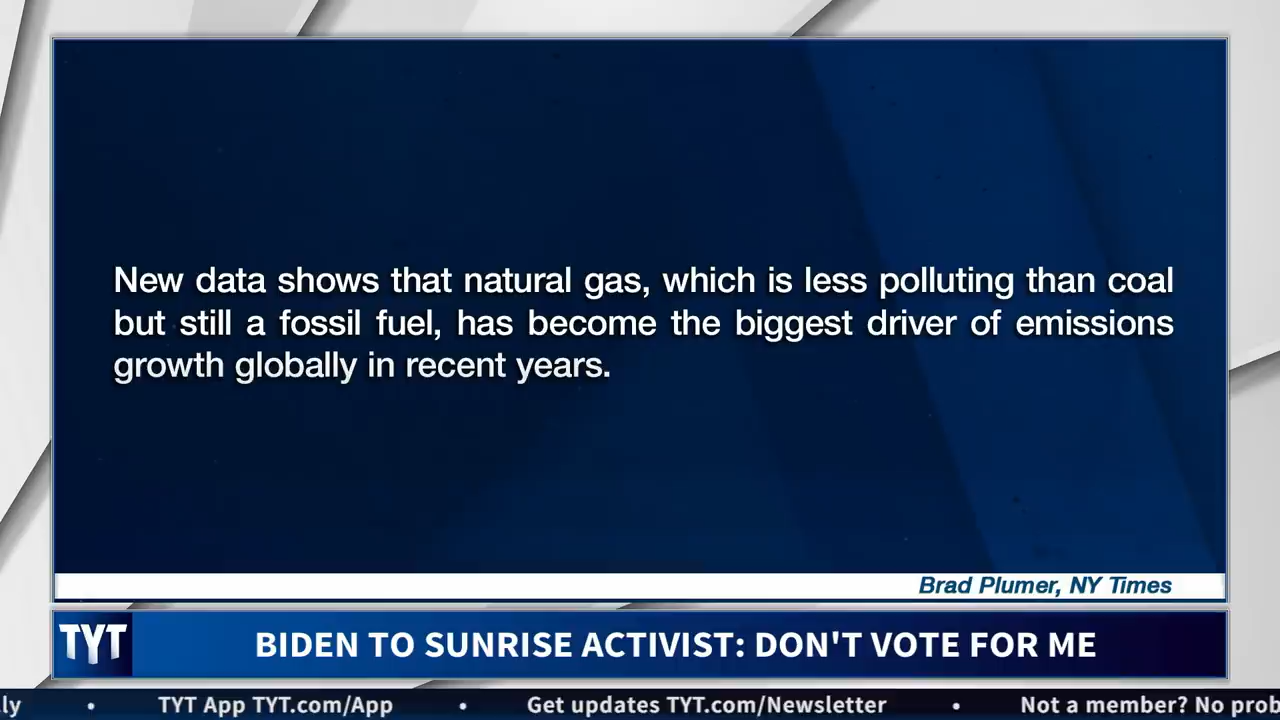 New data shows that natural gas, which is less polluting than coal
but still a fossil fuel, has become the biggest driver of emissions
growth globally in recent years.
Brad Plumer, NY Times
TYT BIDEN TO SUNRISE ACTIVIST: DON'T VOTE FOR ME
• TYT App TYT.com/App • Get updates TYT.com/Newsletter • Not a member? No